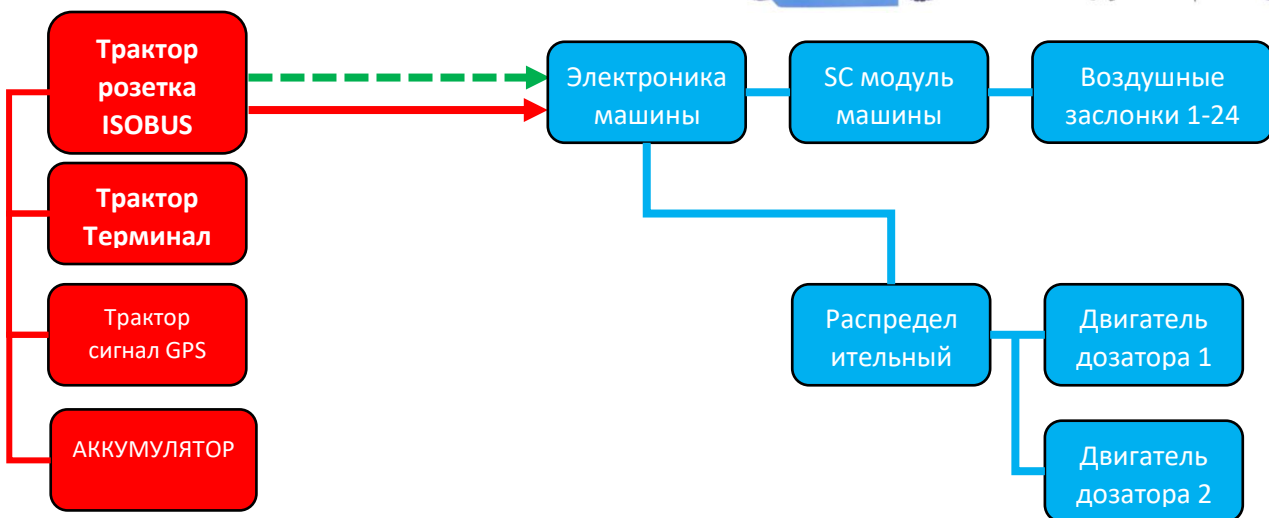 Трактор
розетка
ISOBUS
Трактор
Терминал
Трактор
сигнал GPS
АККУМУЛЯТОР
Электроника
машины
SC модуль
машины
Воздушные
заслонки 1-24
Распредел
ительный
Двигатель
дозатора 1
Двигатель
дозатора 2